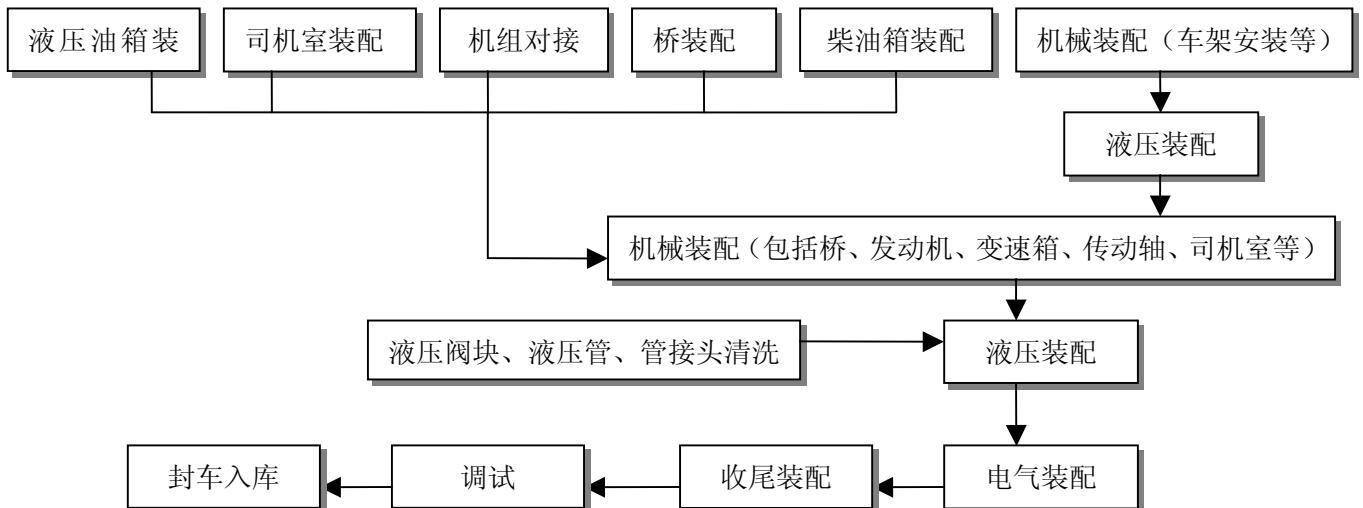 液压油箱装
司机室装配
机组对接
桥装配
柴油箱装配
机械装配（车架安装等）
液压装配
机械装配（包括桥、发动机、变速箱、传动轴、司机室等）
液压阀块、液压管、管接头清洗
液压装配
封车入库
调试
收尾装配
电气装配